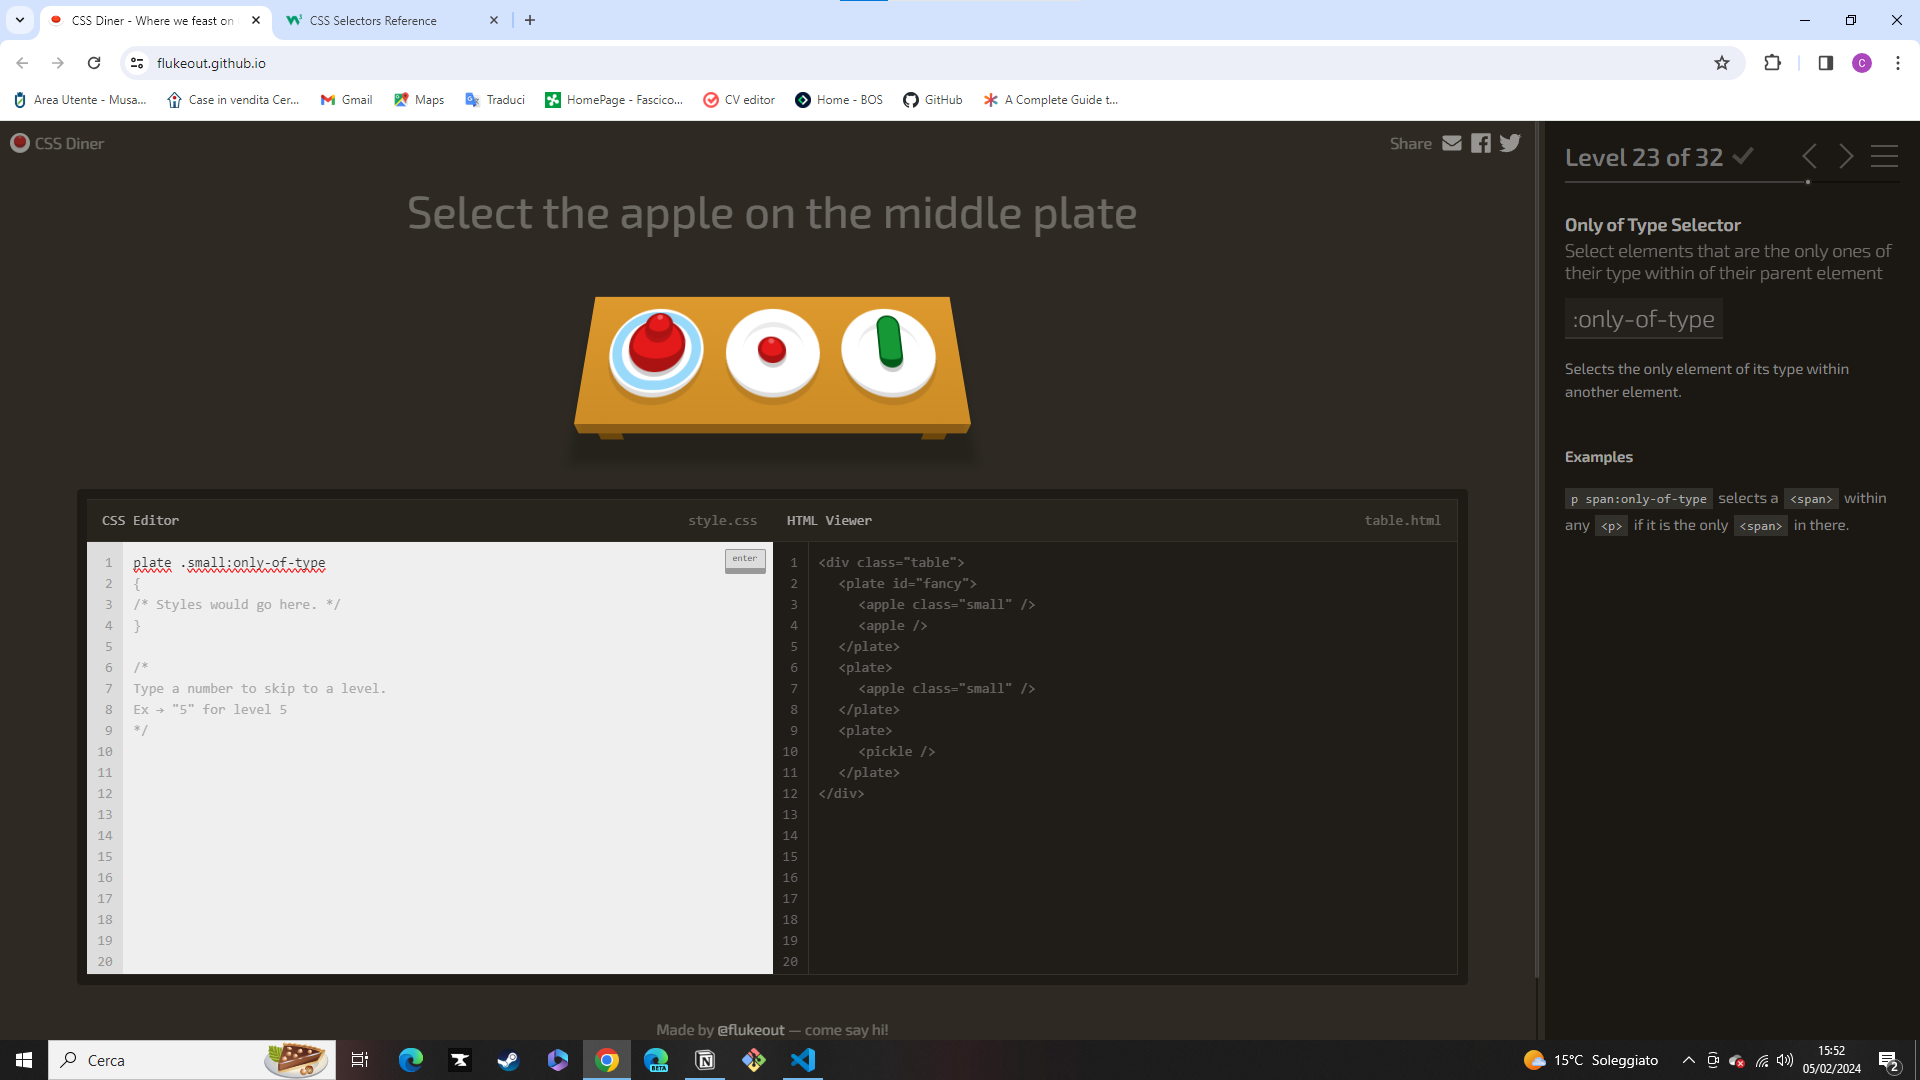 CSS Diner - Where we feast on
CSS Selectors Reference
flukeout.github.io
C
Area Utente - Musa...
Case in vendita Cer...
Gmail
Maps
Traduci
HomePage - Fascico...
CV editor
Home - BOS
GitHub
A Complete Guide t...
CSS Diner
Share
Level 23 of 32
Select the apple on the middle plate
Only of Type Selector
Select elements that are the only ones of
their type within of their parent element
:only-of-type
Selects the only element of its type within
another element.
Examples
p span:only-of-type selects a <span> within
any <p> if it is the only <span> in there.
CSS Editor
style.css
1 plate .small:only-of-type
enter
2 {
3 /* Styles would go here. */
4 }
5
6 /*
7 Type a number to skip to a level.
8 Ex → "5" for level 5
9 */
10
11
12
13
14
15
16
17
18
19
20
HTML Viewer
table.html
1 <div class="table">
2 <plate id="fancy">
3 <apple class="small" />
4 <apple />
5 </plate>
6 <plate>
7 <apple class="small" />
8 </plate>
9 <plate>
10 <pickle />
11 </plate>
12 </div>
13
14
15
16
17
18
19
20
Made by @flukeout — come say hi!
Cerca
BETA
15°C Soleggiato
15:52
05/02/2024
2